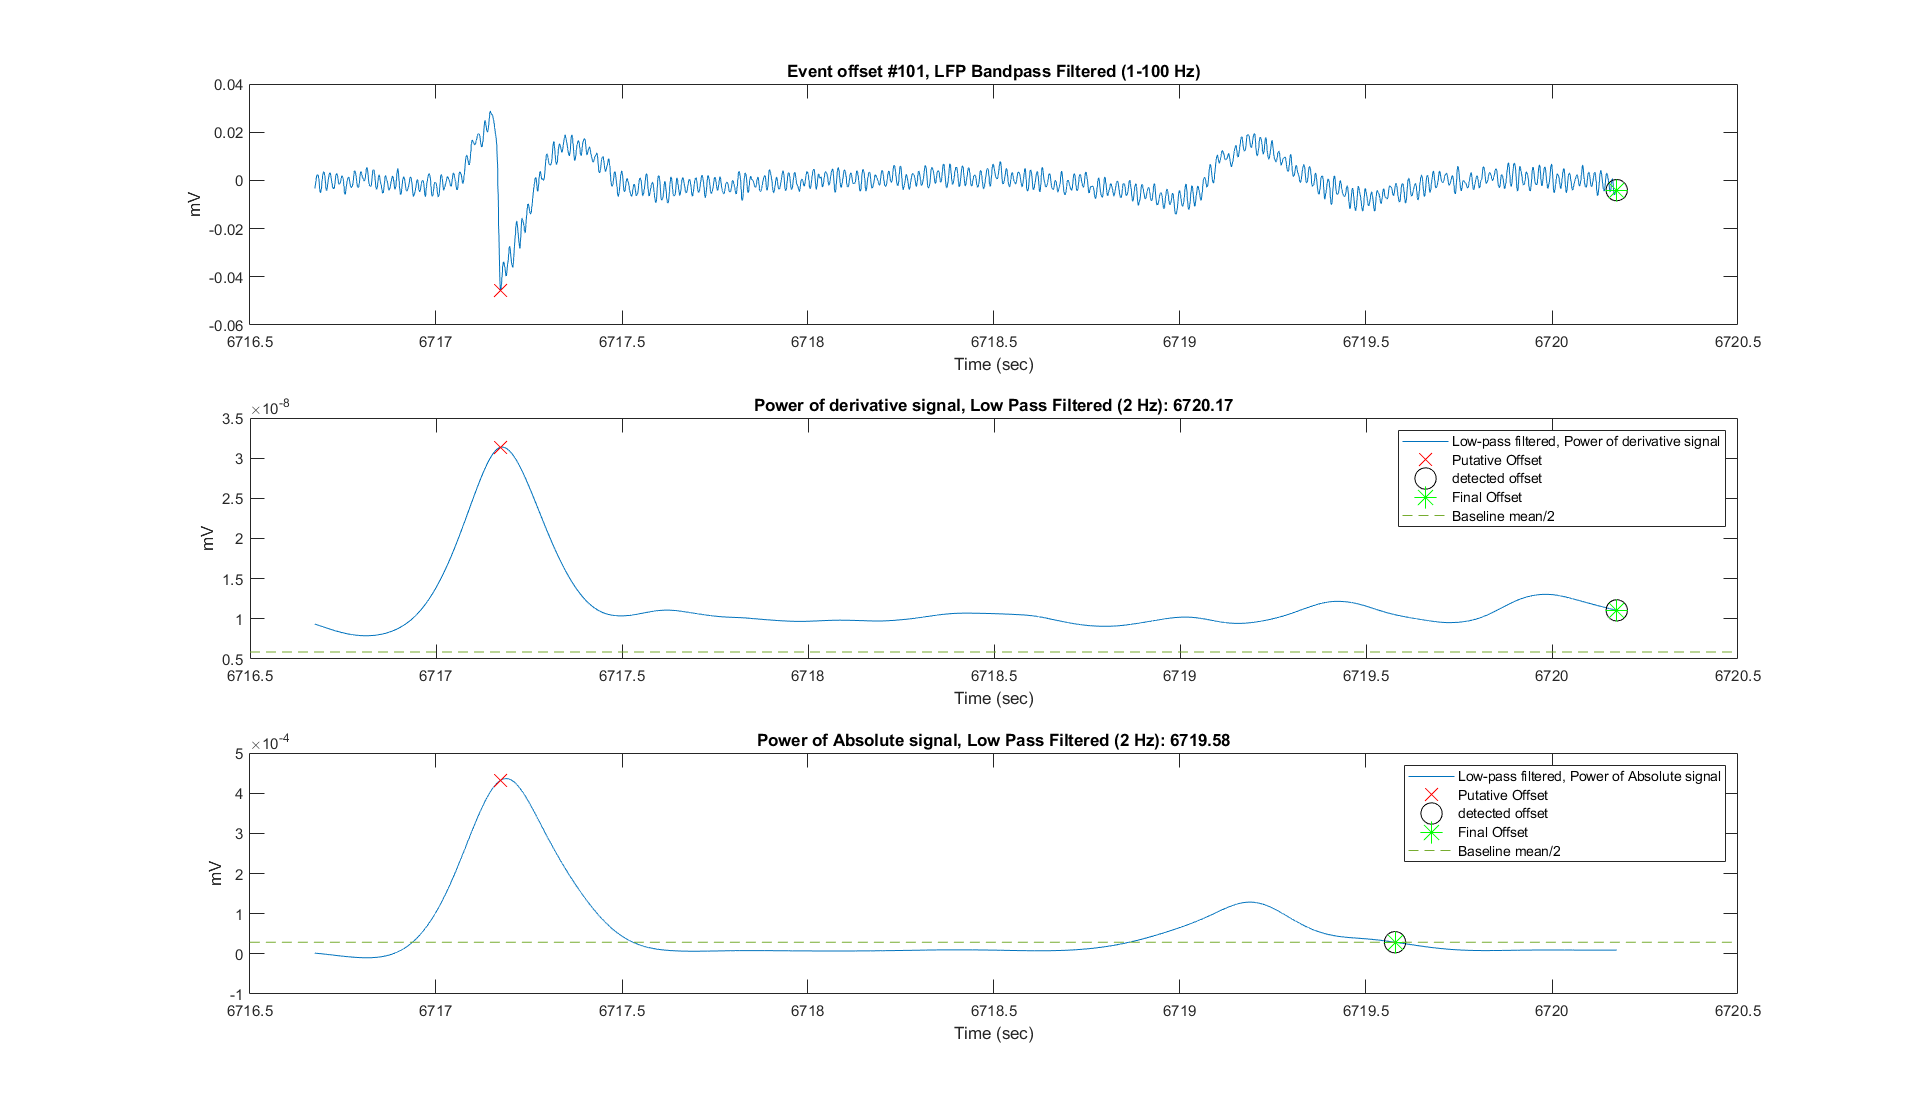 Event offset #101, LFP Bandpass Filtered (1-100 Hz)
0.04
0.02
0
-0.02
-0.04
-0.06
mV
6716.5 6717 6717.5 6718 6718.5 6719 6719.5 6720 6720.5
Time (sec)
Power of derivative signal, Low Pass Filtered (2 Hz): 6720.17
×10-8
3.5
3
2.5
2
1.5
1
0.5
mV
Low-pass filtered, Power of derivative signal
Putative Offset
detected offset
Final Offset
Baseline mean/2
6716.5 6717 6717.5 6718 6718.5 6719 6719.5 6720 6720.5
Time (sec)
Power of Absolute signal, Low Pass Filtered (2 Hz): 6719.58
×10-4
5
4
3
2
1
0
-1
mV
Low-pass filtered, Power of Absolute signal
Putative Offset
detected offset
Final Offset
Baseline mean/2
6716.5 6717 6717.5 6718 6718.5 6719 6719.5 6720 6720.5
Time (sec)